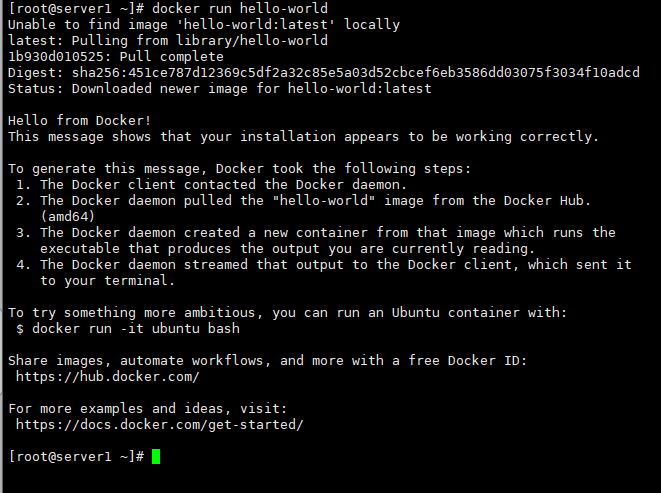 [root@server1 ~]# docker run hello-world
Unable to find image 'hello-world:latest' locally
latest: Pulling from library/hello-world
1b930d010525: Pull complete
Digest: sha256:451ce787d12369c5df2a32c85e5a03d52cbcef6eb3586dd03075f3034f10adcd
Status: Downloaded newer image for hello-world:latest

Hello from Docker!
This message shows that your installation appears to be working correctly.

To generate this message, Docker took the following steps:
 1. The Docker client contacted the Docker daemon.
 2. The Docker daemon pulled the "hello-world" image from the Docker Hub.
    (amd64)
 3. The Docker daemon created a new container from that image which runs the
    executable that produces the output you are currently reading.
 4. The Docker daemon streamed that output to the Docker client, which sent it
    to your terminal.

To try something more ambitious, you can run an Ubuntu container with:
 $ docker run -it ubuntu bash

Share images, automate workflows, and more with a free Docker ID:
 https://hub.docker.com/

For more examples and ideas, visit:
 https://docs.docker.com/get-started/

[root@server1 ~]#